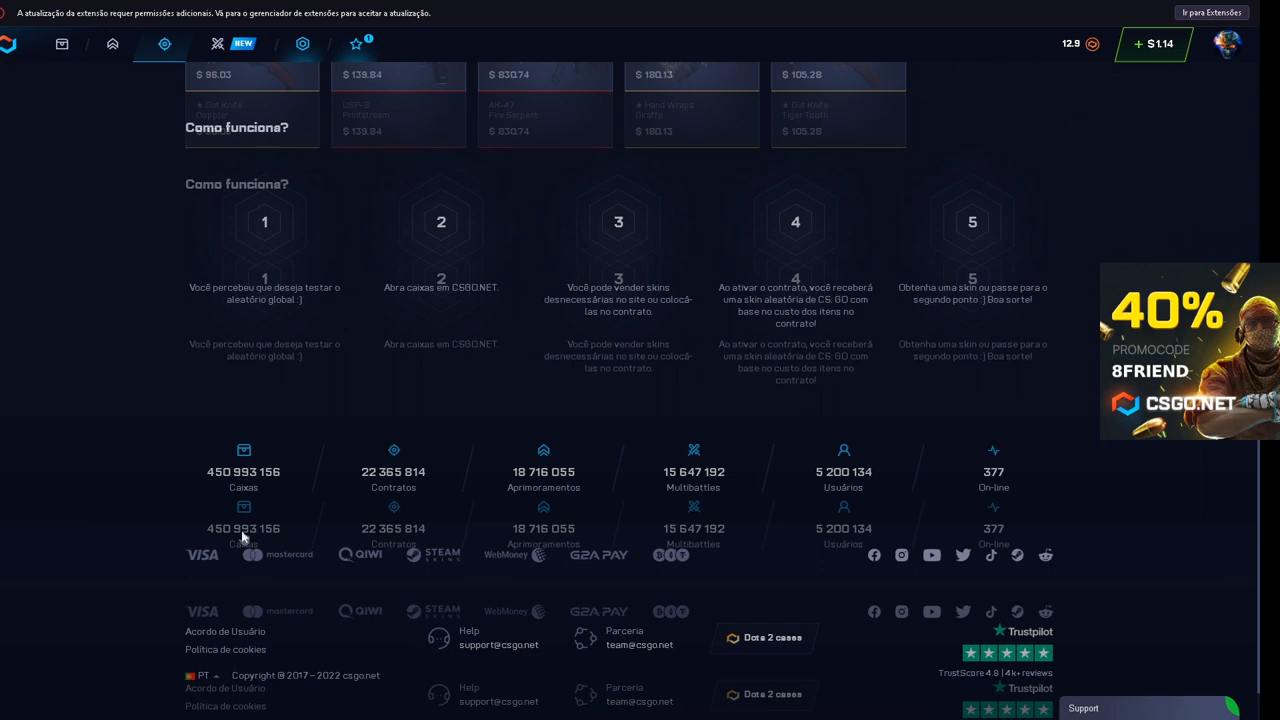 A atualização da extensão requer permissões adicionais. Vá para o gerenciador de extensões para aceitar a atualização.
Ir para Extensões
NEW
1
12.9
+ $1.14
$ 96.03
$ 139.84
$ 830.74
$ 180.13
$ 105.28
★ Gut Knife
Doppler
USP-S
Printstream
$ 139.84
AK-47
Fire Serpent
$ 830.74
★ Hand Wraps
Giraffe
$ 180.13
★ Gut Knife
Tiger Tooth
$ 105.28
Como funciona?
Como funciona?
1
2
3
4
5
1
2
3
4
5
Você percebeu que deseja testar o
aleatório global :)
Abra caixas em CSGO.NET.
Você pode vender skins
desnecessárias no site ou colocá-
las no contrato.
Ao ativar o contrato, você receberá
uma skin aleatória de CS: GO com
base no custo dos itens no
contrato!
Obtenha uma skin ou passe para o
segundo ponto :) Boa sorte!
Você percebeu que deseja testar o
aleatório global :)
Abra caixas em CSGO.NET.
Você pode vender skins
desnecessárias no site ou colocá-
las no contrato.
Ao ativar o contrato, você receberá
uma skin aleatória de CS: GO com
base no custo dos itens no
contrato!
Obtenha uma skin ou passe para o
segundo ponto :) Boa sorte!
40%
PROMOCODE
8FRIEND
CSGO.NET
450 993 156
Caixas
22 365 814
Contratos
18 716 055
Aprimoramentos
15 647 192
Multibattles
5 200 134
Usuários
377
On-line
450 993 156
Caixas
22 365 814
Contratos
18 716 055
Aprimoramentos
15 647 192
Multibattles
5 200 134
Usuários
377
On-line
VISA
mastercard
QIWI
STEAM
SKINS
WebMoney
G2A PAY
BIT
VISA
mastercard
QIWI
STEAM
SKINS
WebMoney
G2A PAY
BIT
Acordo de Usuário
Política de cookies
Help
support@csgo.net
Parceria
team@csgo.net
Dota 2 cases
Trustpilot
TrustScore 4.8 | 4k+ reviews
PT
Copyright © 2017 – 2022 csgo.net
Acordo de Usuário
Política de cookies
Help
support@csgo.net
Parceria
team@csgo.net
Dota 2 cases
Trustpilot
Support